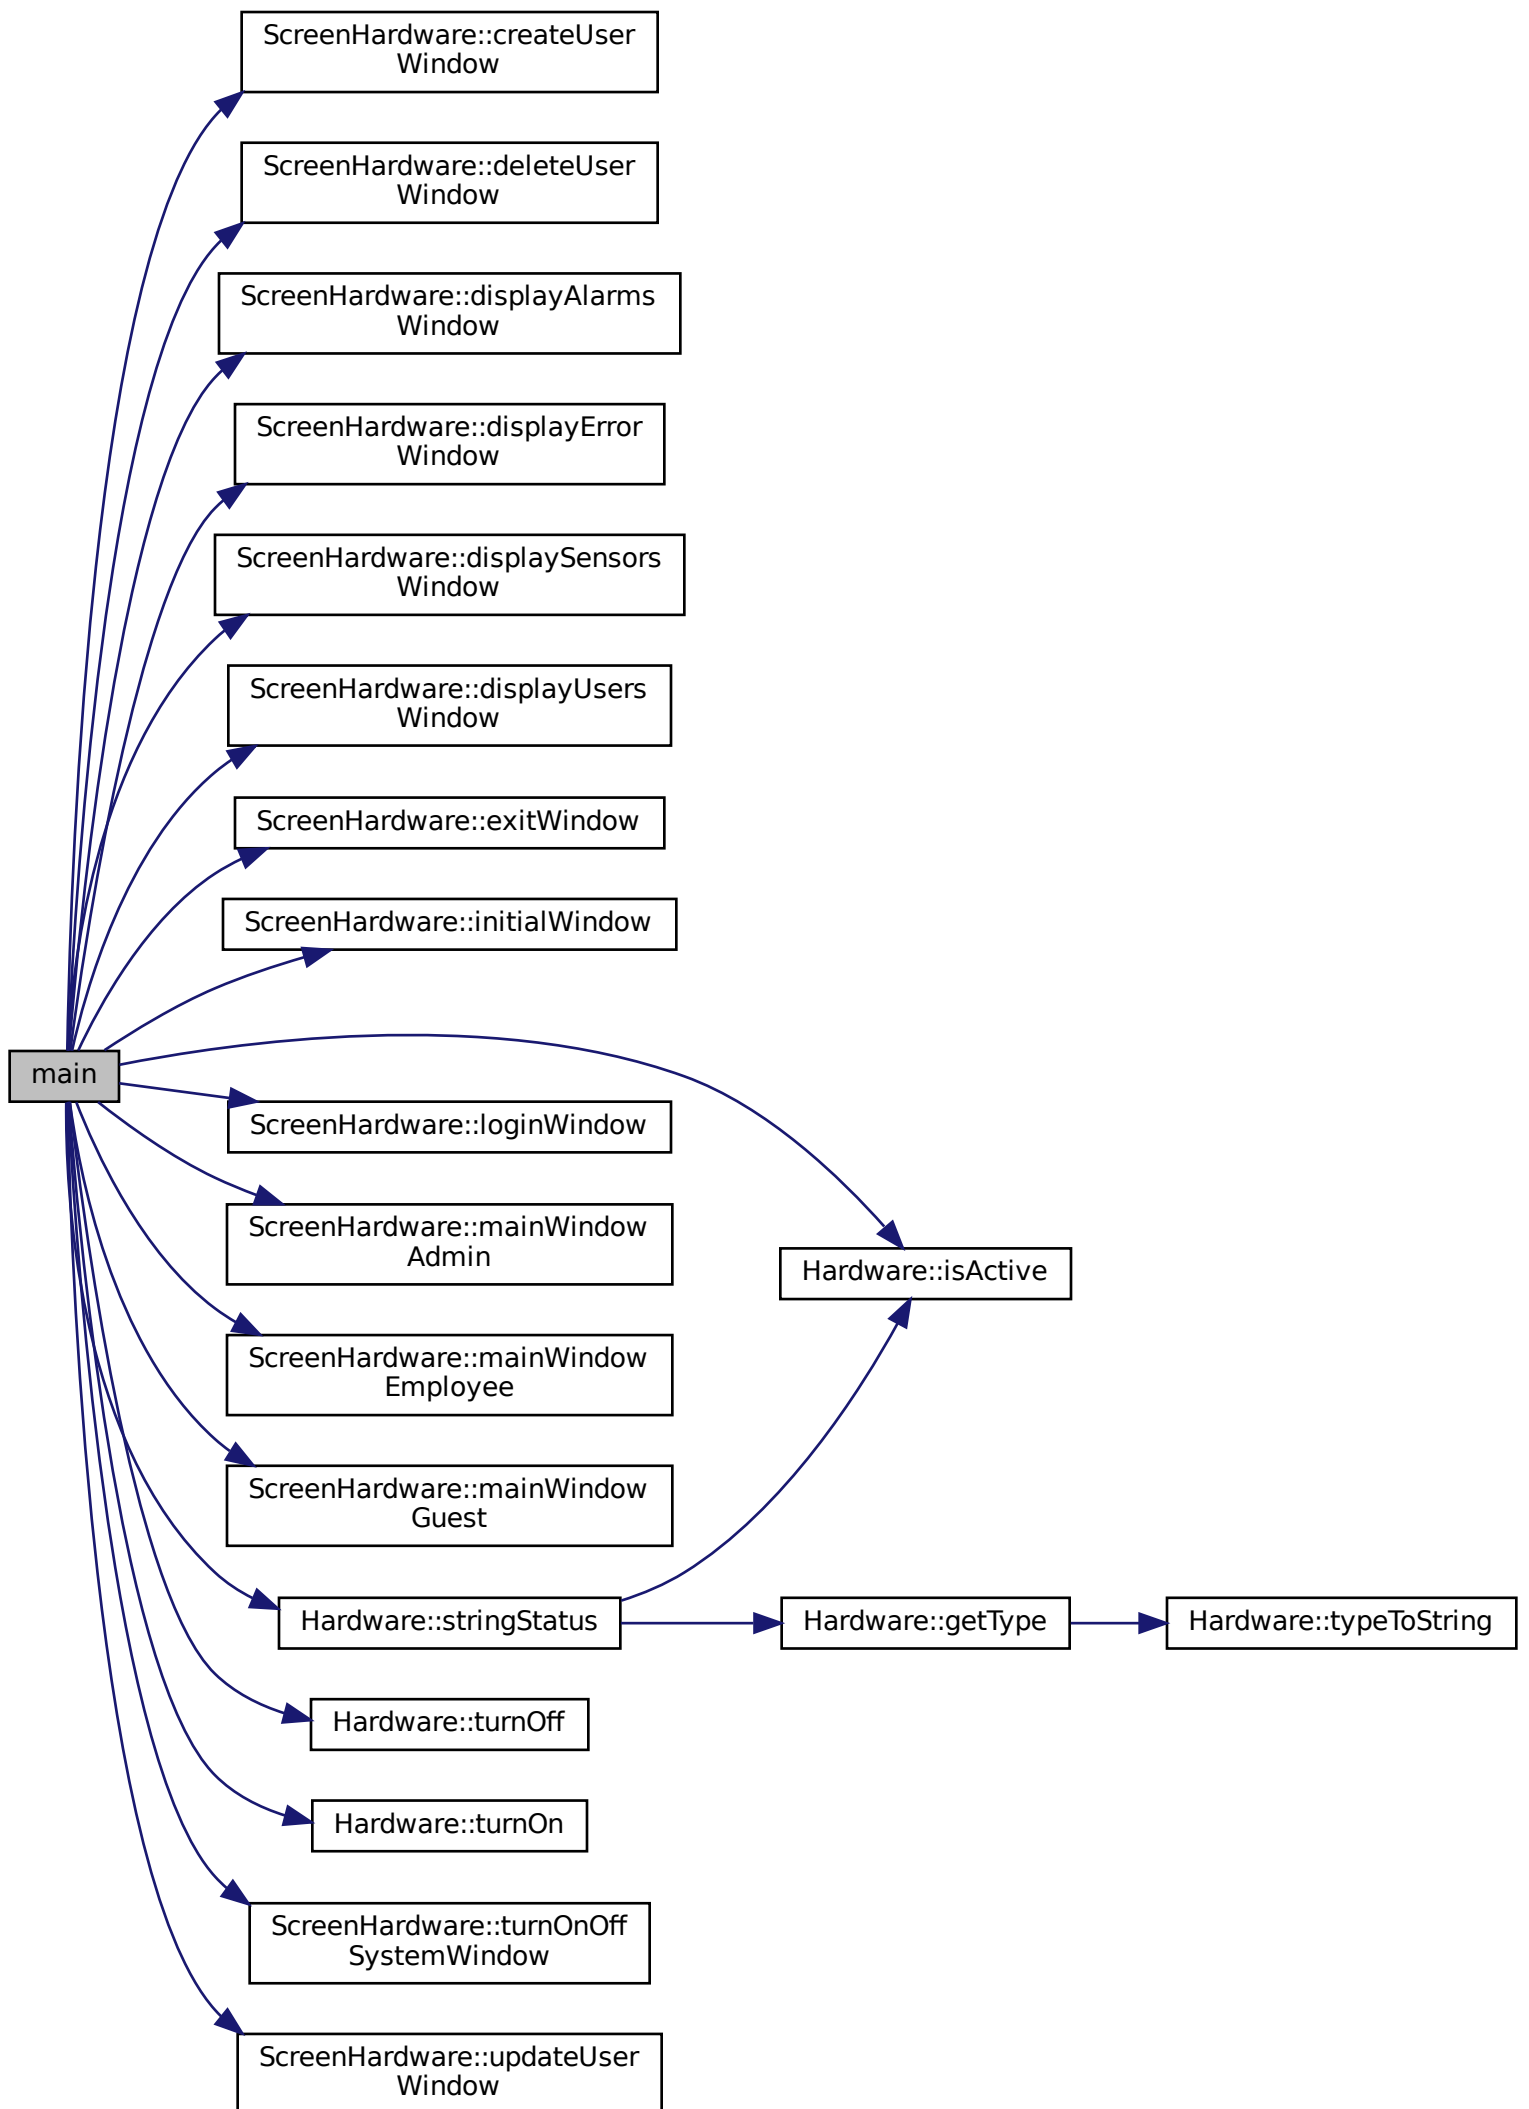 ScreenHardware::createUser
Window
ScreenHardware::deleteUser
Window
ScreenHardware::displayAlarms
Window
ScreenHardware::displayError
Window
ScreenHardware::displaySensors
Window
ScreenHardware::displayUsers
Window
ScreenHardware::exitWindow
ScreenHardware::initialWindow
main
ScreenHardware::loginWindow
ScreenHardware::mainWindow
Admin
Hardware::isActive
ScreenHardware::mainWindow
Employee
ScreenHardware::mainWindow
Guest
Hardware::stringStatus
Hardware::getType
Hardware::typeToString
Hardware::turnOff
Hardware::turnOn
ScreenHardware::turnOnOff
SystemWindow
ScreenHardware::updateUser
Window